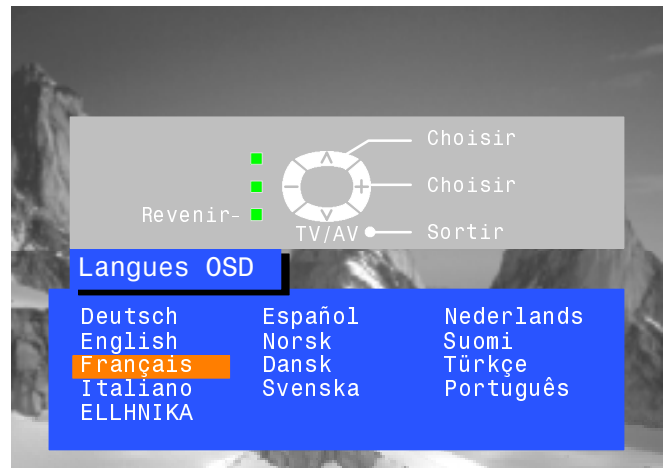 Choisir
Choisir
Revenir-
TV/AV
Sortir
Langues OSD
Deutsch Español Nederlands
English Norsk Suomi
Français Dansk Türkçe
Italiano Svenska Português
ELLHNIKA